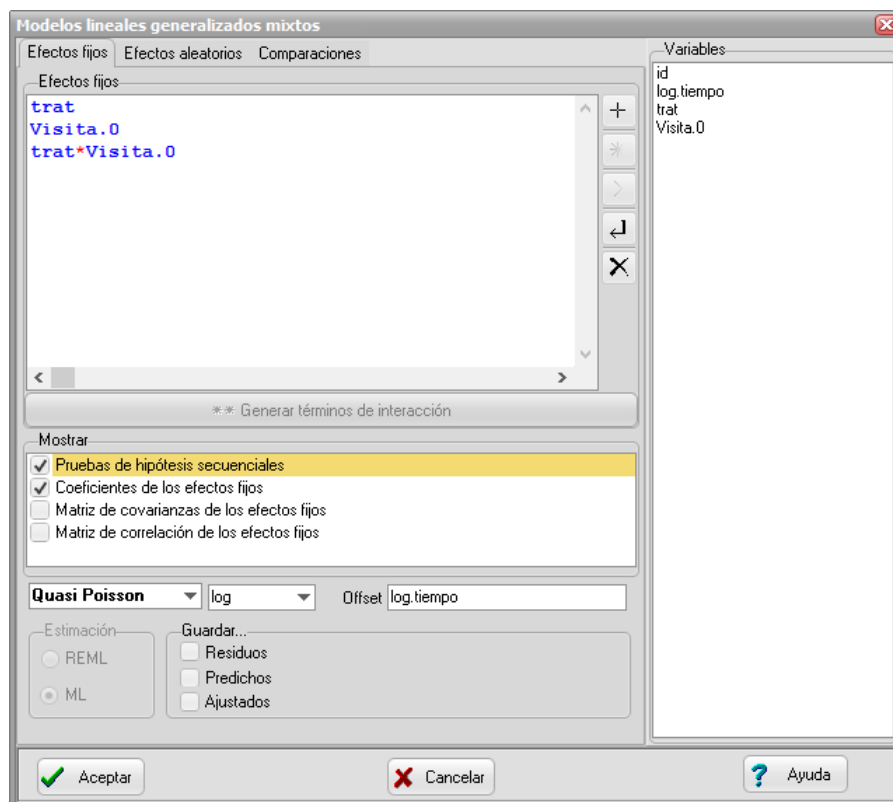 Modelos lineales generalizados mixtos
Efectos fijos Efectos aleatorios Comparaciones
Efectos fijos
trat
Visita.0
trat*Visita.0
** Generar términos de interacción
Mostrar
Pruebas de hipótesis secuenciales
Coeficientes de los efectos fijos
Matriz de covarianzas de los efectos fijos
Matriz de correlación de los efectos fijos
Quasi Poisson log Offset log.tiempo
Estimación
REML
ML
Guardar...
Residuos
Predichos
Ajustados
Variables
id
log.tiempo
trat
Visita.0
Aceptar Cancelar Ayuda